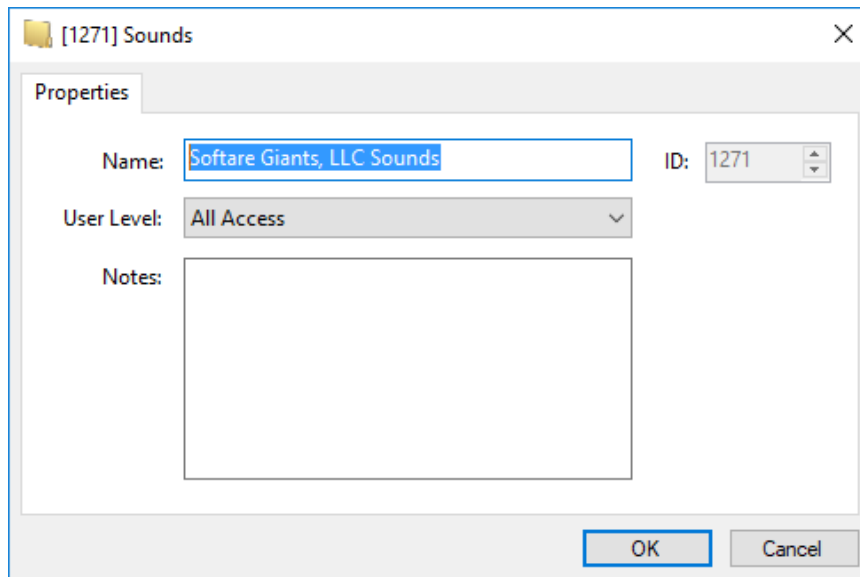 [1271] Sounds
Properties
Name: Softare Giants, LLC Sounds ID: 1271
User Level: All Access
Notes:
OK Cancel